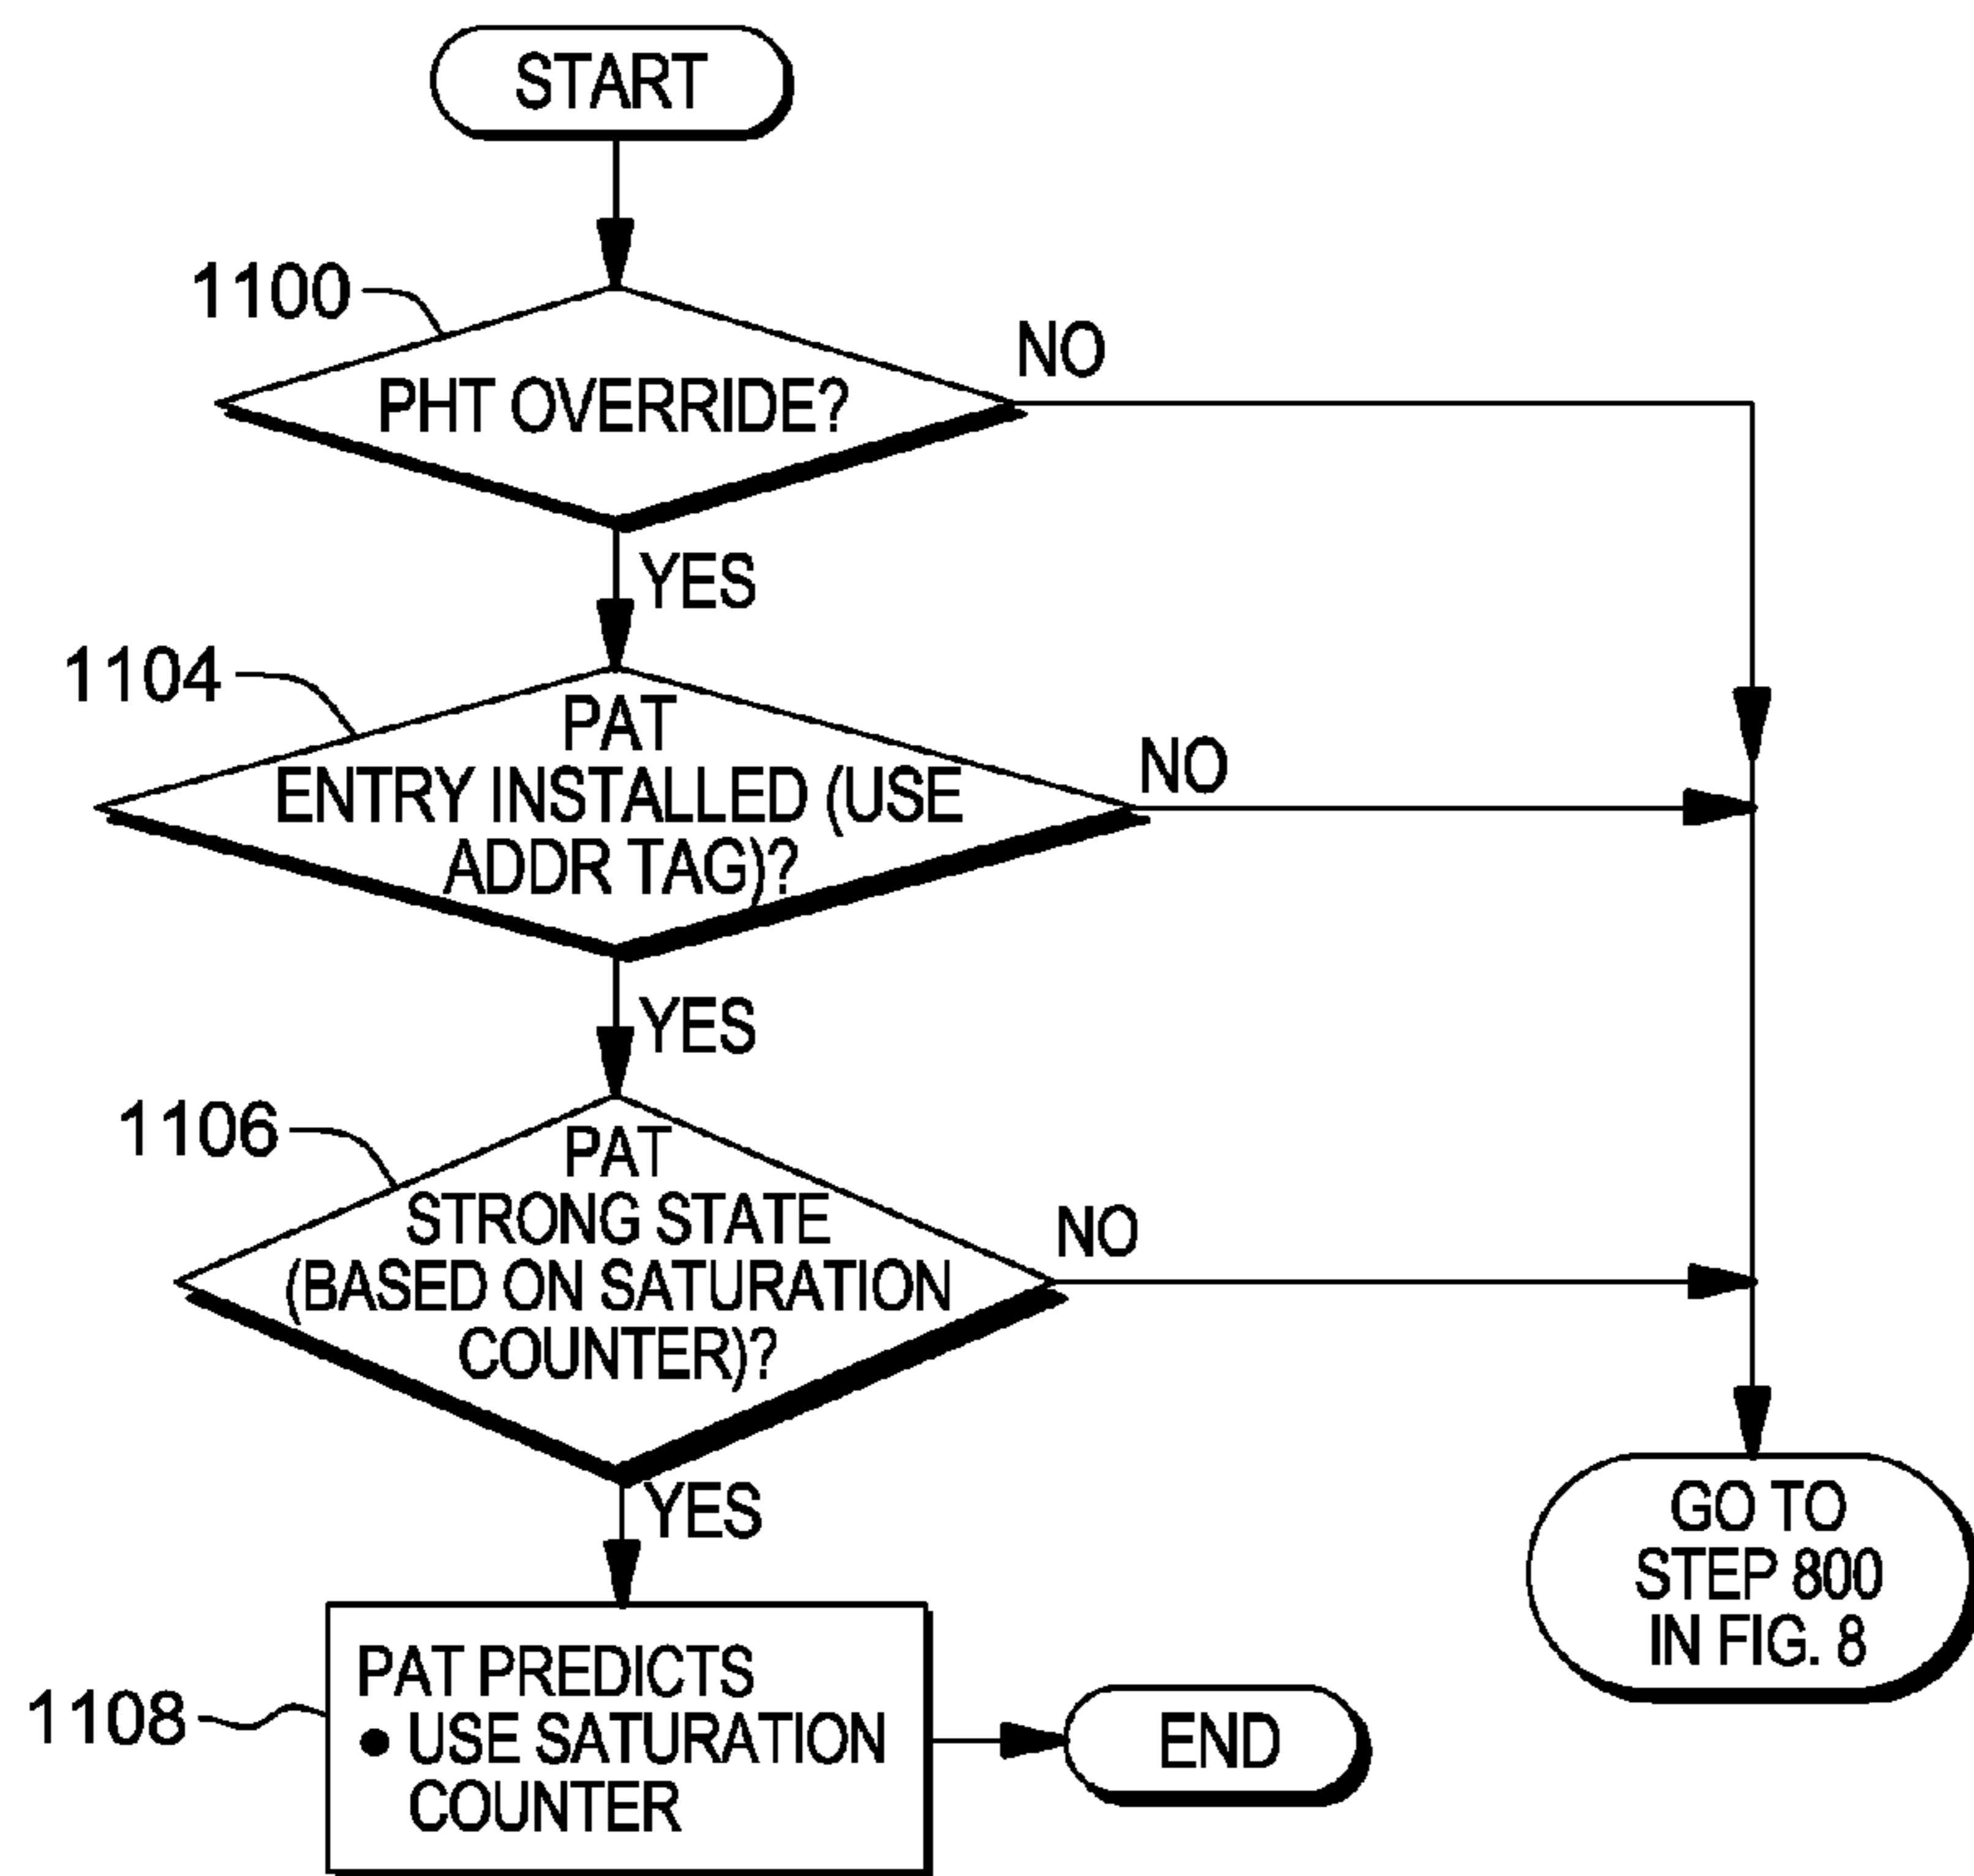 START
1100
PHT OVERRIDE?
NO
YES
1104
PAT
ENTRY INSTALLED (USE
ADDR TAG)?
NO
YES
1106
PAT
STRONG STATE
(BASED ON SATURATION
COUNTER)?
NO
YES
1108
PAT PREDICTS
● USE SATURATION
COUNTER
END
GO TO
STEP 800
IN FIG. 8